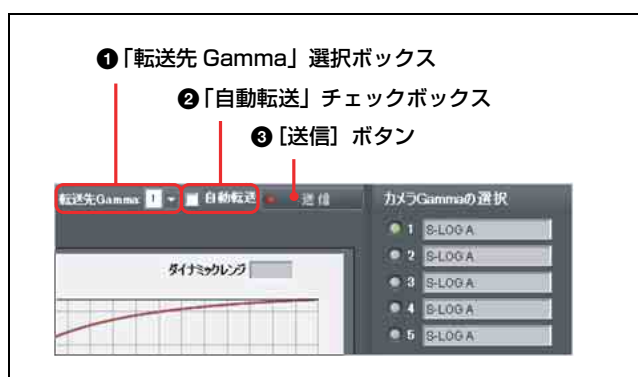 ❶「転送先 Gamma」選択ボックス
❷「自動転送」チェックボックス
❸［送信］ボタン
転送先Gamma: 1 自動転送 送信
カメラGammaの選択
1 S-LOG A
2 S-LOG A
3 S-LOG A
4 S-LOG A
5 S-LOG A
ダイナミックレンジ